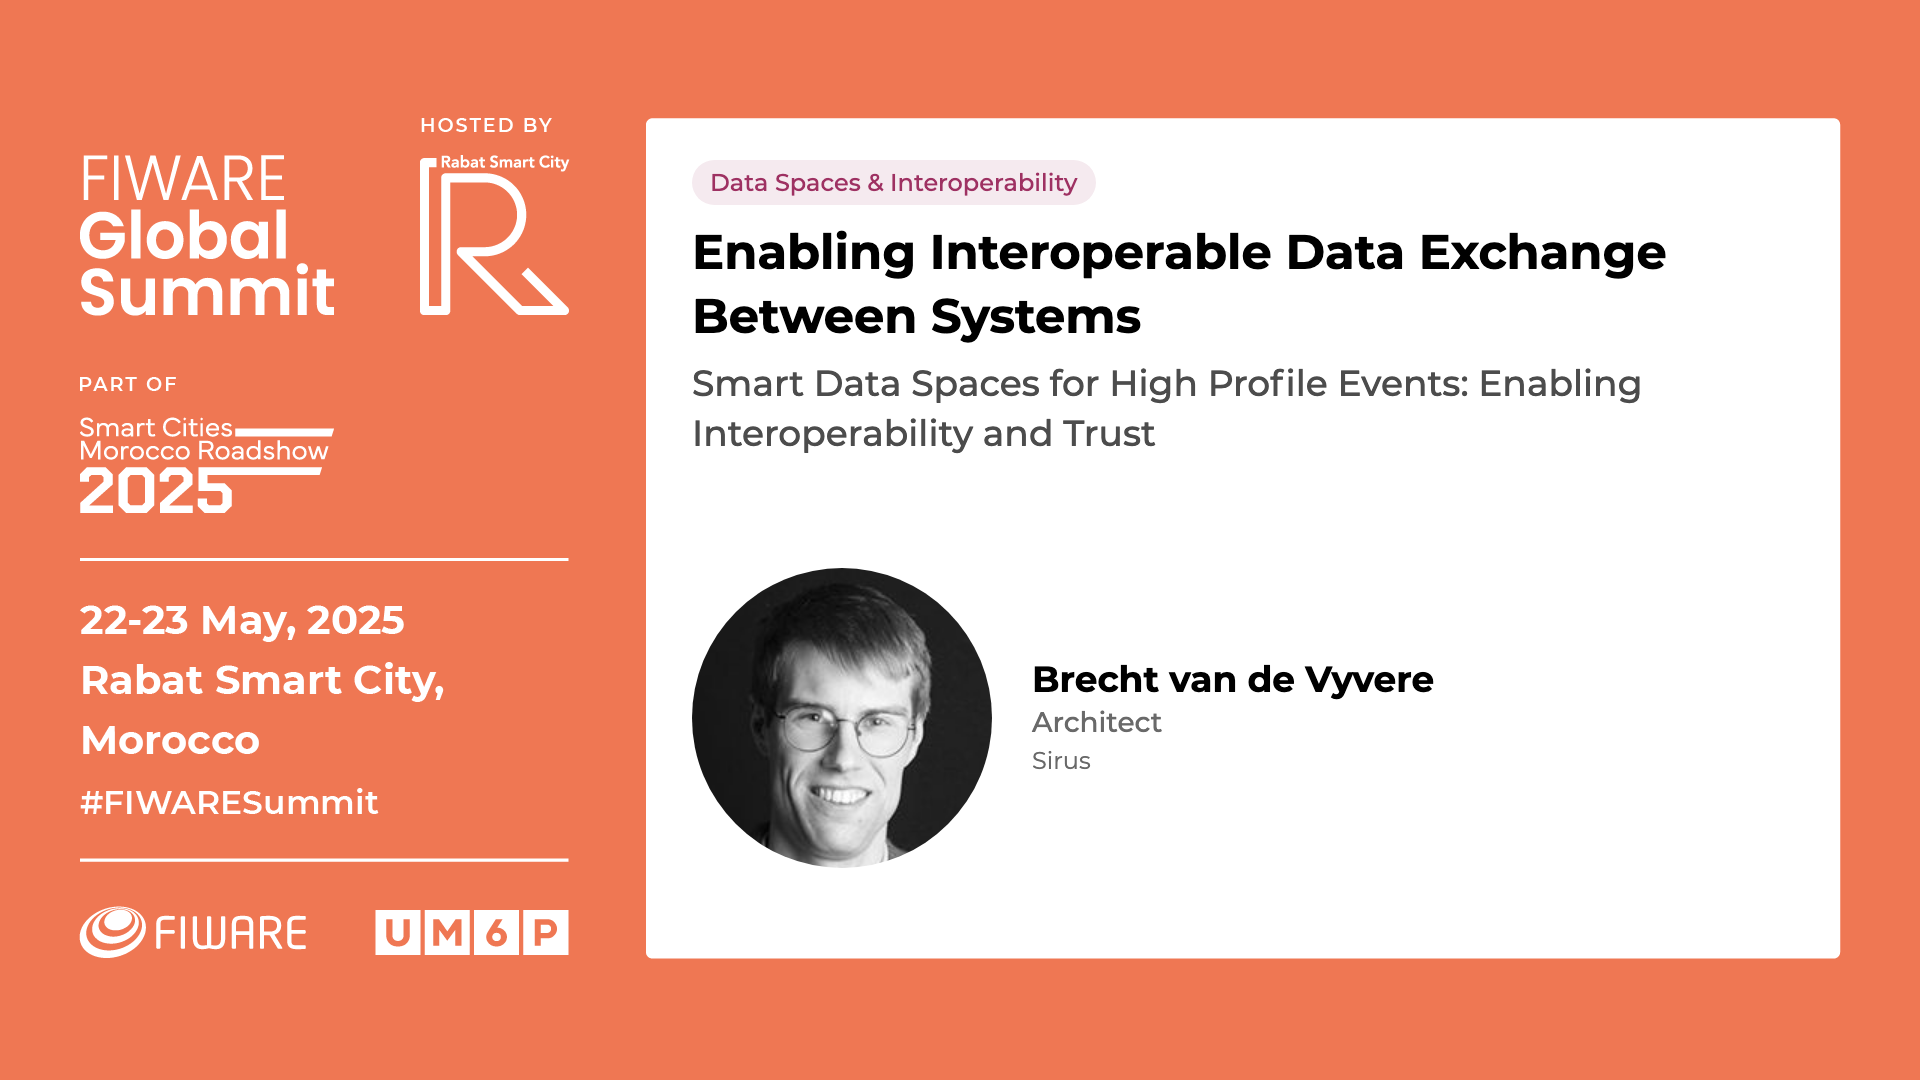 FIWARE
Global
Summit
HOSTED BY
Rabat Smart City
R
PART OF
Smart Cities
Morocco Roadshow
2025
22-23 May, 2025
Rabat Smart City,
Morocco
#FIWARESummit
FIWARE
UM6P
Data Spaces & Interoperability
Enabling Interoperable Data Exchange
Between Systems
Smart Data Spaces for High Profile Events: Enabling
Interoperability and Trust
Brecht van de Vyvere
Architect
Sirus